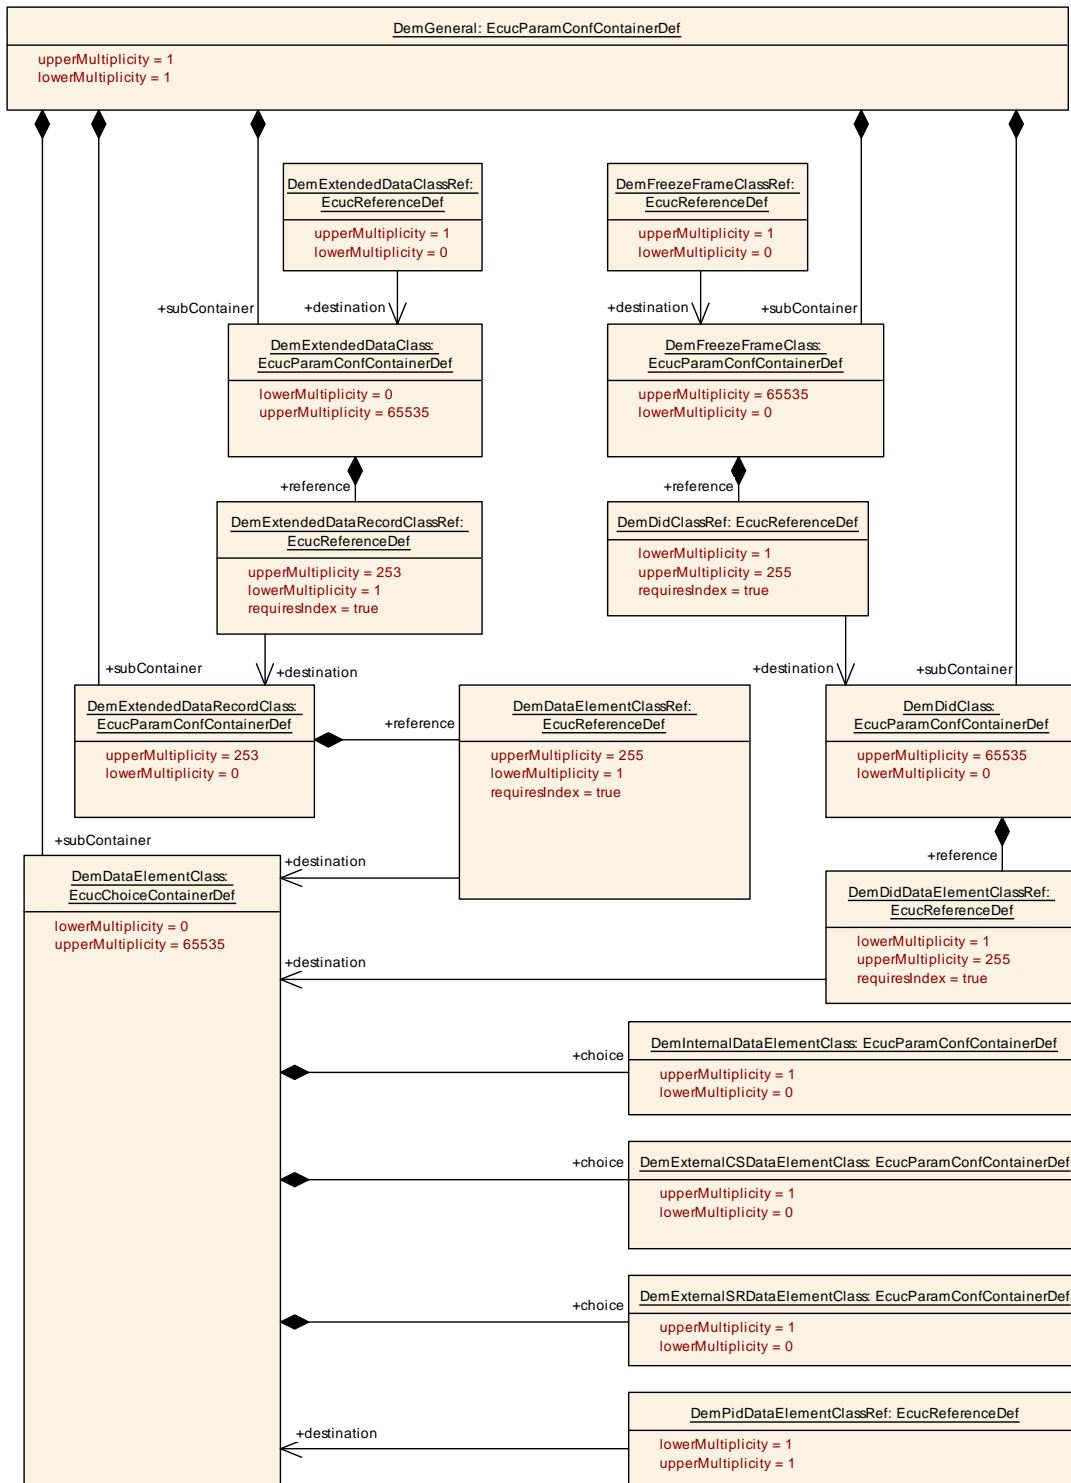 DemGeneral: EcucParamConfContainerDef
upperMultiplicity = 1
lowerMultiplicity = 1
DemExtendedDataClassRef:
EcucReferenceDef
upperMultiplicity = 1
lowerMultiplicity = 0
DemFreezeFrameClassRef:
EcucReferenceDef
upperMultiplicity = 1
lowerMultiplicity = 0
+subContainer
+destination
+destination
+subContainer
DemExtendedDataClass:
EcucParamConfContainerDef
lowerMultiplicity = 0
upperMultiplicity = 65535
DemFreezeFrameClass:
EcucParamConfContainerDef
upperMultiplicity = 65535
lowerMultiplicity = 0
+reference
+reference
DemExtendedDataRecordClassRef:
EcucReferenceDef
upperMultiplicity = 253
lowerMultiplicity = 1
requiresIndex = true
DemDidClassRef: EcucReferenceDef
lowerMultiplicity = 1
upperMultiplicity = 255
requiresIndex = true
+subContainer
+destination
+destination
+subContainer
DemExtendedDataRecordClass:
EcucParamConfContainerDef
upperMultiplicity = 253
lowerMultiplicity = 0
+reference
DemDataElementClassRef:
EcucReferenceDef
upperMultiplicity = 255
lowerMultiplicity = 1
requiresIndex = true
DemDidClass:
EcucParamConfContainerDef
upperMultiplicity = 65535
lowerMultiplicity = 0
+subContainer
+destination
+reference
DemDataElementClass:
EcucChoiceContainerDef
lowerMultiplicity = 0
upperMultiplicity = 65535
DemDidDataElementClassRef:
EcucReferenceDef
lowerMultiplicity = 1
upperMultiplicity = 255
requiresIndex = true
+destination
+choice
DemInternalDataElementClass: EcucParamConfContainerDef
upperMultiplicity = 1
lowerMultiplicity = 0
+choice
DemExternalCSDataElementClass: EcucParamConfContainerDef
upperMultiplicity = 1
lowerMultiplicity = 0
+choice
DemExternalSRDataElementClass: EcucParamConfContainerDef
upperMultiplicity = 1
lowerMultiplicity = 0
+destination
DemPidDataElementClassRef: EcucReferenceDef
lowerMultiplicity = 1
upperMultiplicity = 1